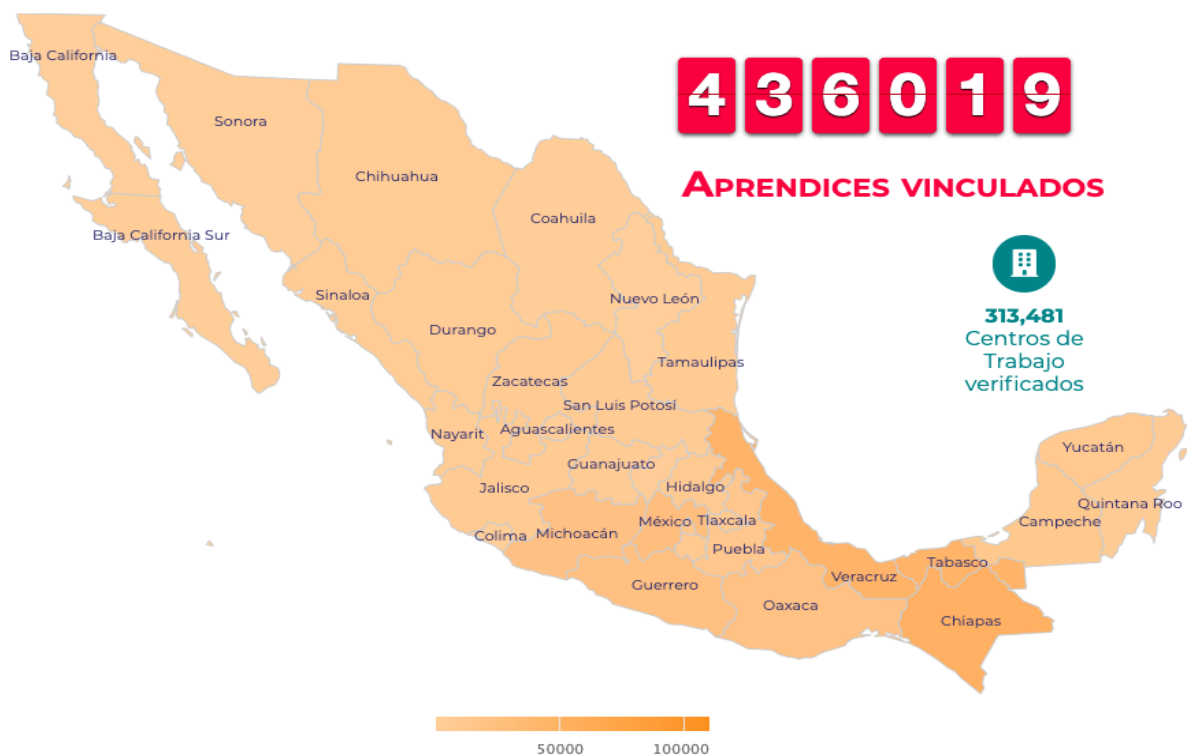 Baja California
Sonora
Chihuahua
Coahuila
Baja California Sur
Sinaloa
Nuevo León
Durango
Tamaulipas
Zacatecas
San Luis Potosí
Nayarit
Aguascalientes
Guanajuato
Hidalgo
Jalisco
México
Tlaxcala
Colima
Michoacán
Puebla
Guerrero
Oaxaca
Veracruz
Tabasco
Chiapas
Yucatán
Quintana Roo
Campeche
436019
APRENDICES VINCULADOS
313,481
Centros de
Trabajo
verificados
50000
100000